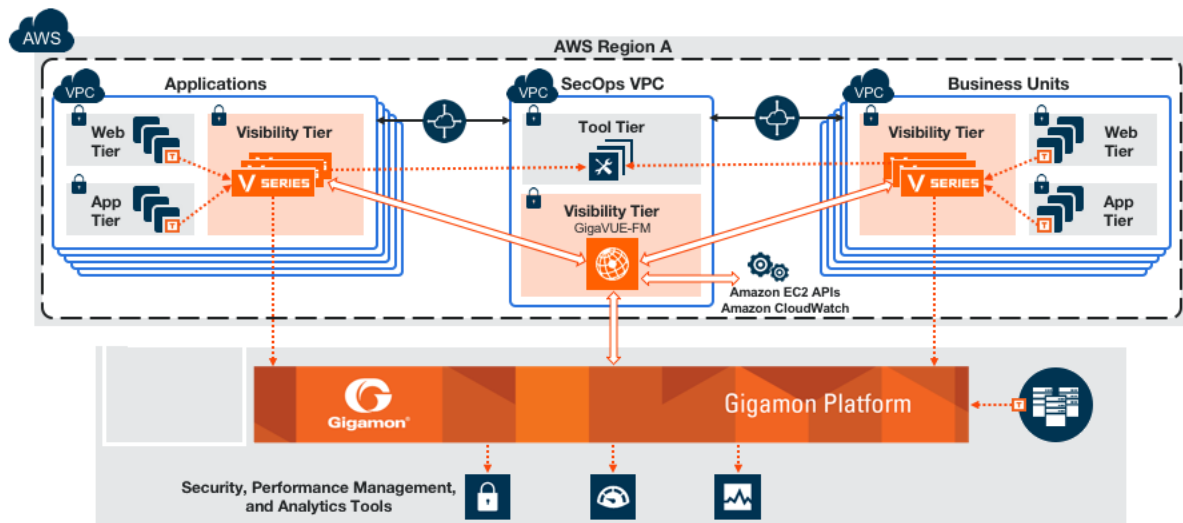 AWS
AWS Region A
VPC
Applications
VPC
SecOps VPC
VPC
Business Units
Web
Tier
T
Visibility Tier
V SERIES
App
Tier
T
Tool Tier
Visibility Tier
GigaVUE-FM
Visibility Tier
V SERIES
Web
Tier
T
App
Tier
T
Amazon EC2 APIs
Amazon CloudWatch
Gigamon®
Gigamon Platform
T
Security, Performance Management,
and Analytics Tools